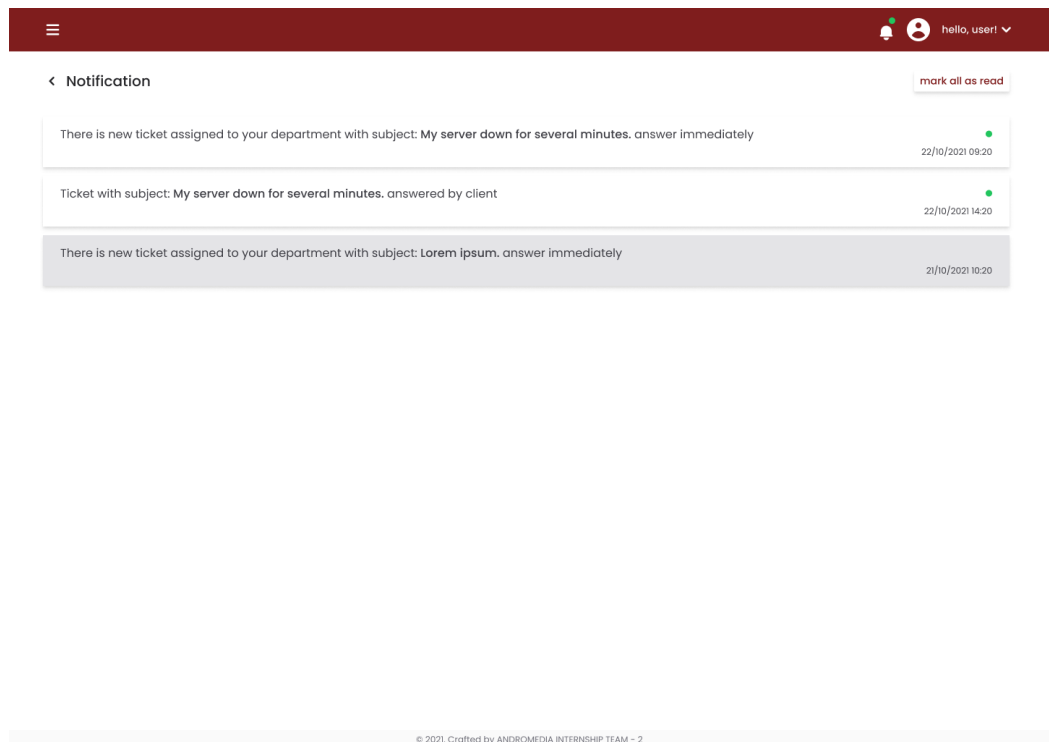 hello, user!
Notification
mark all as read
There is new ticket assigned to your department with subject: My server down for several minutes. answer immediately
22/10/2021 09:20
Ticket with subject: My server down for several minutes. answered by client
22/10/2021 14:20
There is new ticket assigned to your department with subject: Lorem ipsum. answer immediately
21/10/2021 10:20
© 2021. Crafted by ANDROMEDIA INTERNSHIP TEAM - 2